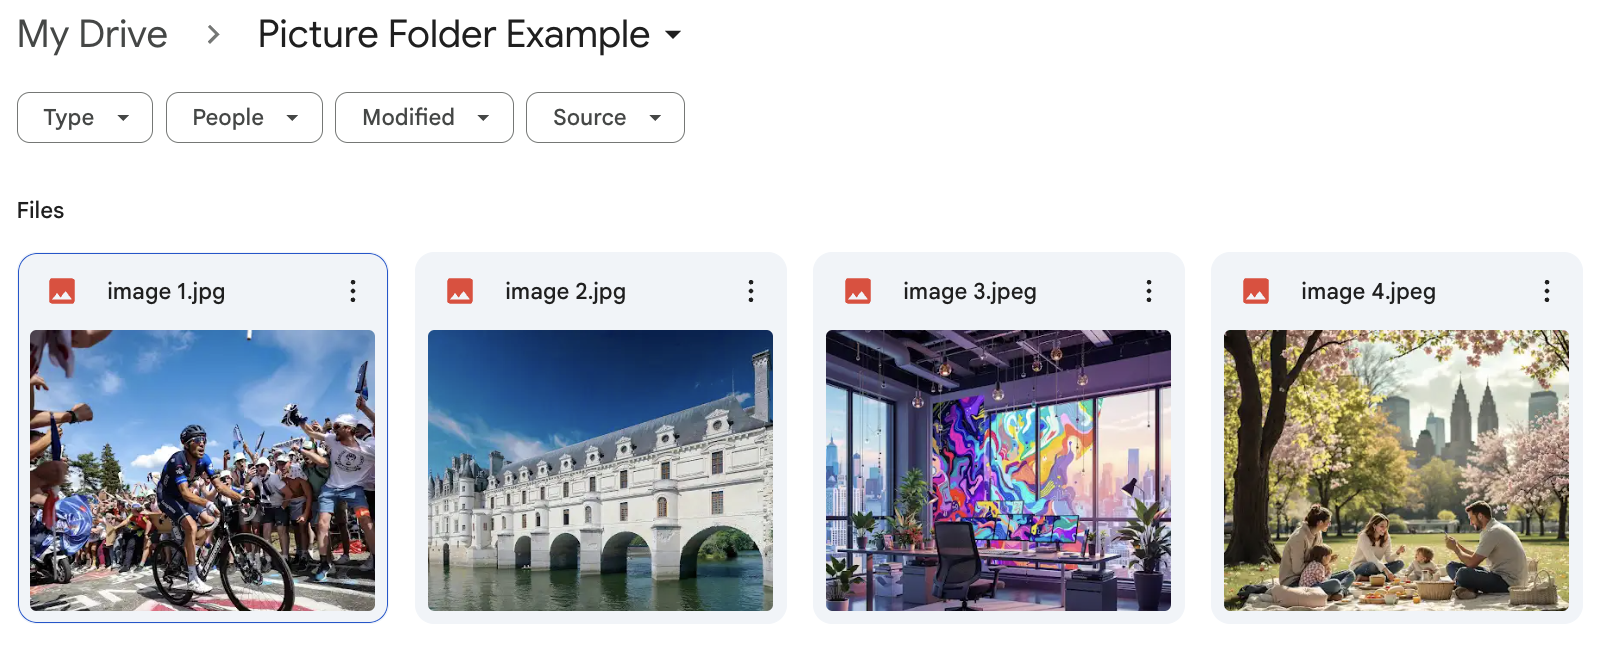 My Drive > Picture Folder Example
Type People Modified Source
Files
image 1.jpg
image 2.jpg
image 3.jpeg
image 4.jpeg